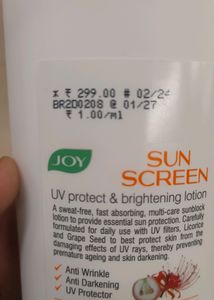 x ₹ 299.00 # 02/24
BR2D0208 @ 01/27
₹ 1.00/ml
JOY
SUN
SCREEN
UV protect & brightening lotion
A sweat-free, fast absorbing, multi-care sunblock
lotion to provide essential sun protection. Carefully
formulated for daily use with UV filters, Licorice
and Grape Seed to best protect skin from the
damaging effects of UV rays, thereby preventing
premature ageing and skin darkening.
✓ Anti Wrinkle
✓ Anti Darkening
✓ UV Protector